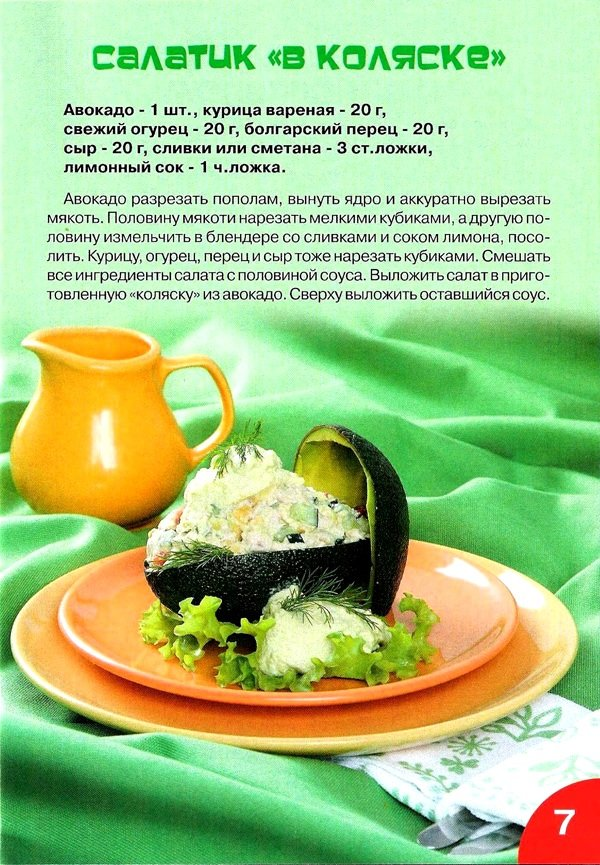 САЛАТИК «В КОЛЯСКЕ»
Авокадо - 1 шт., курица вареная - 20 г,
свежий огурец - 20 г, болгарский перец - 20 г,
сыр - 20 г, сливки или сметана - 3 ст.ложки,
лимонный сок - 1 ч.ложка.
Авокадо разрезать пополам, вынуть ядро и аккуратно вырезать
мякоть. Половину мякоти нарезать мелкими кубиками, а другую по-
ловину измельчить в блендере со сливками и соком лимона, посо-
лить. Курицу, огурец, перец и сыр тоже нарезать кубиками. Смешать
все ингредиенты салата с половиной соуса. Выложить салат в приго-
товленную «коляску» из авокадо. Сверху выложить оставшийся соус.
7